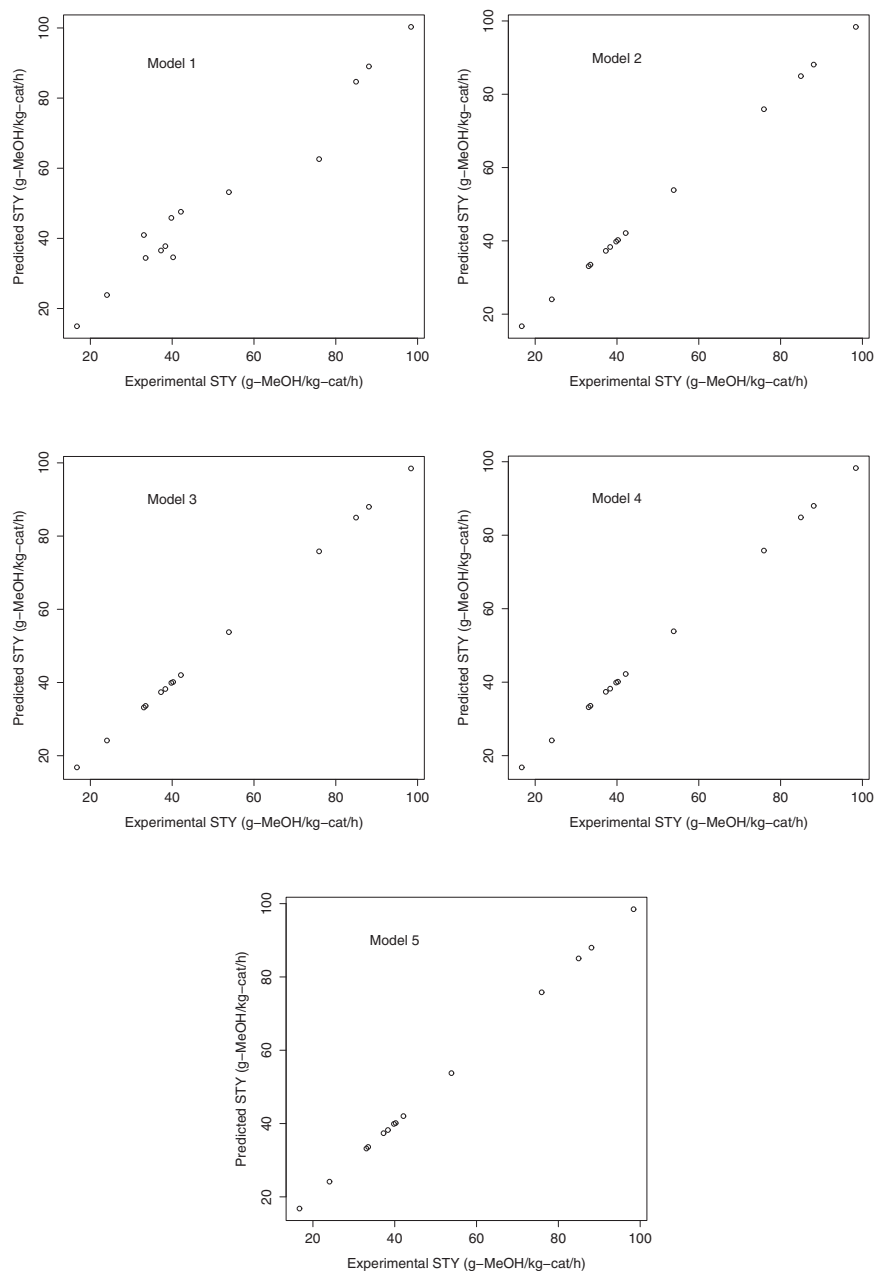 Model 1
Predicted STY (g−MeOH/kg−cat/h)
100
80
60
40
20
20 40 60 80 100
Experimental STY (g−MeOH/kg−cat/h)
Model 2
Predicted STY (g−MeOH/kg−cat/h)
100
80
60
40
20
20 40 60 80 100
Experimental STY (g−MeOH/kg−cat/h)
Model 3
Predicted STY (g−MeOH/kg−cat/h)
100
80
60
40
20
20 40 60 80 100
Experimental STY (g−MeOH/kg−cat/h)
Model 4
Predicted STY (g−MeOH/kg−cat/h)
100
80
60
40
20
20 40 60 80 100
Experimental STY (g−MeOH/kg−cat/h)
Model 5
Predicted STY (g−MeOH/kg−cat/h)
100
80
60
40
20
20 40 60 80 100
Experimental STY (g−MeOH/kg−cat/h)